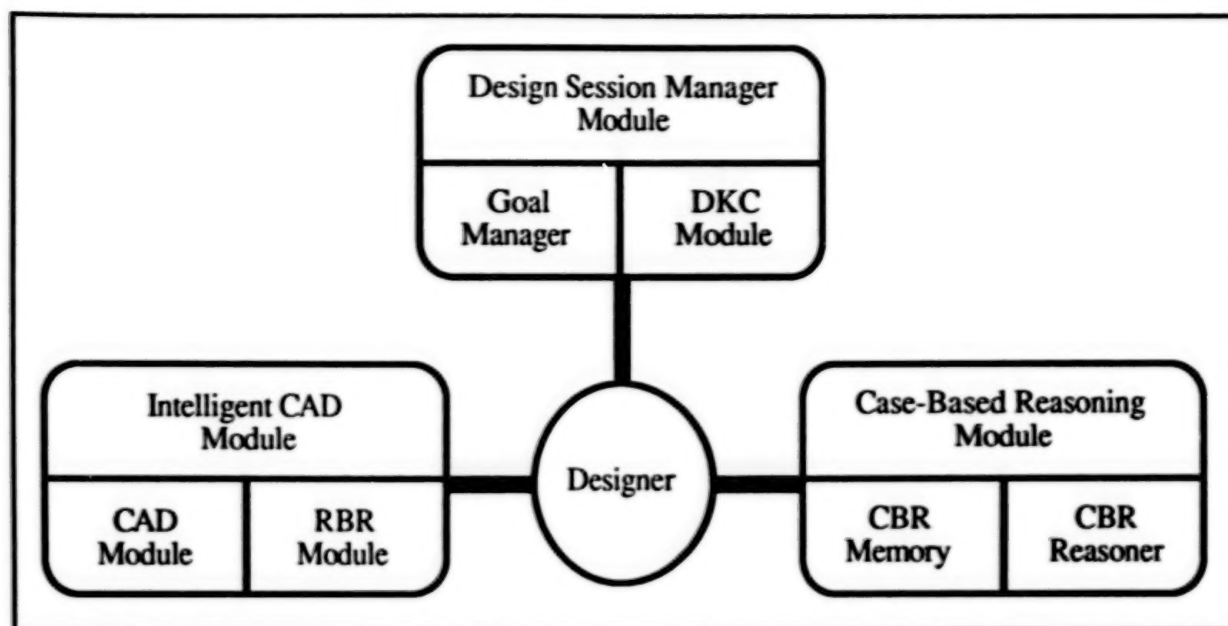 Design Session Manager
Module
Goal
Manager
DKC
Module
Intelligent CAD
Module
CAD
Module
RBR
Module
Designer
Case-Based Reasoning
Module
CBR
Memory
CBR
Reasoner